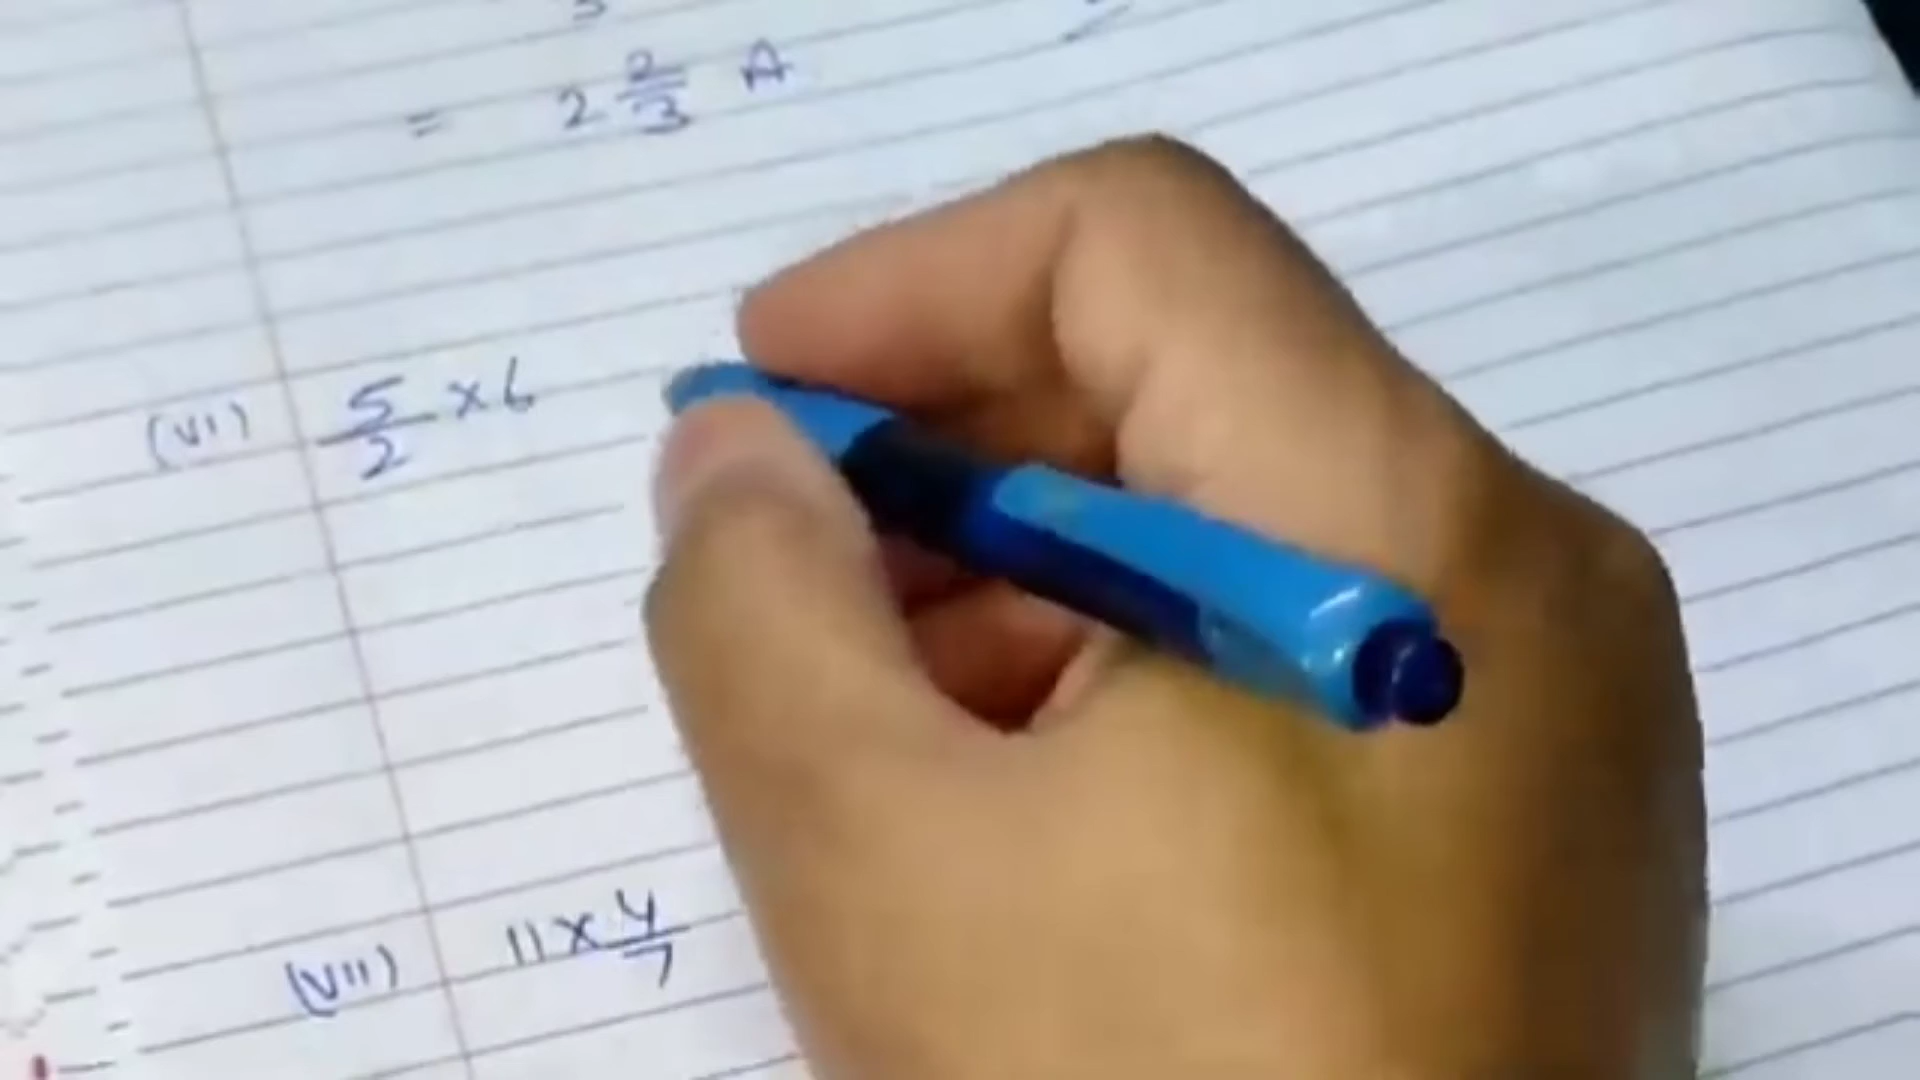 = 2 2/3 A
(vi) 5/2 x 6
(vii) 11 x 4/7